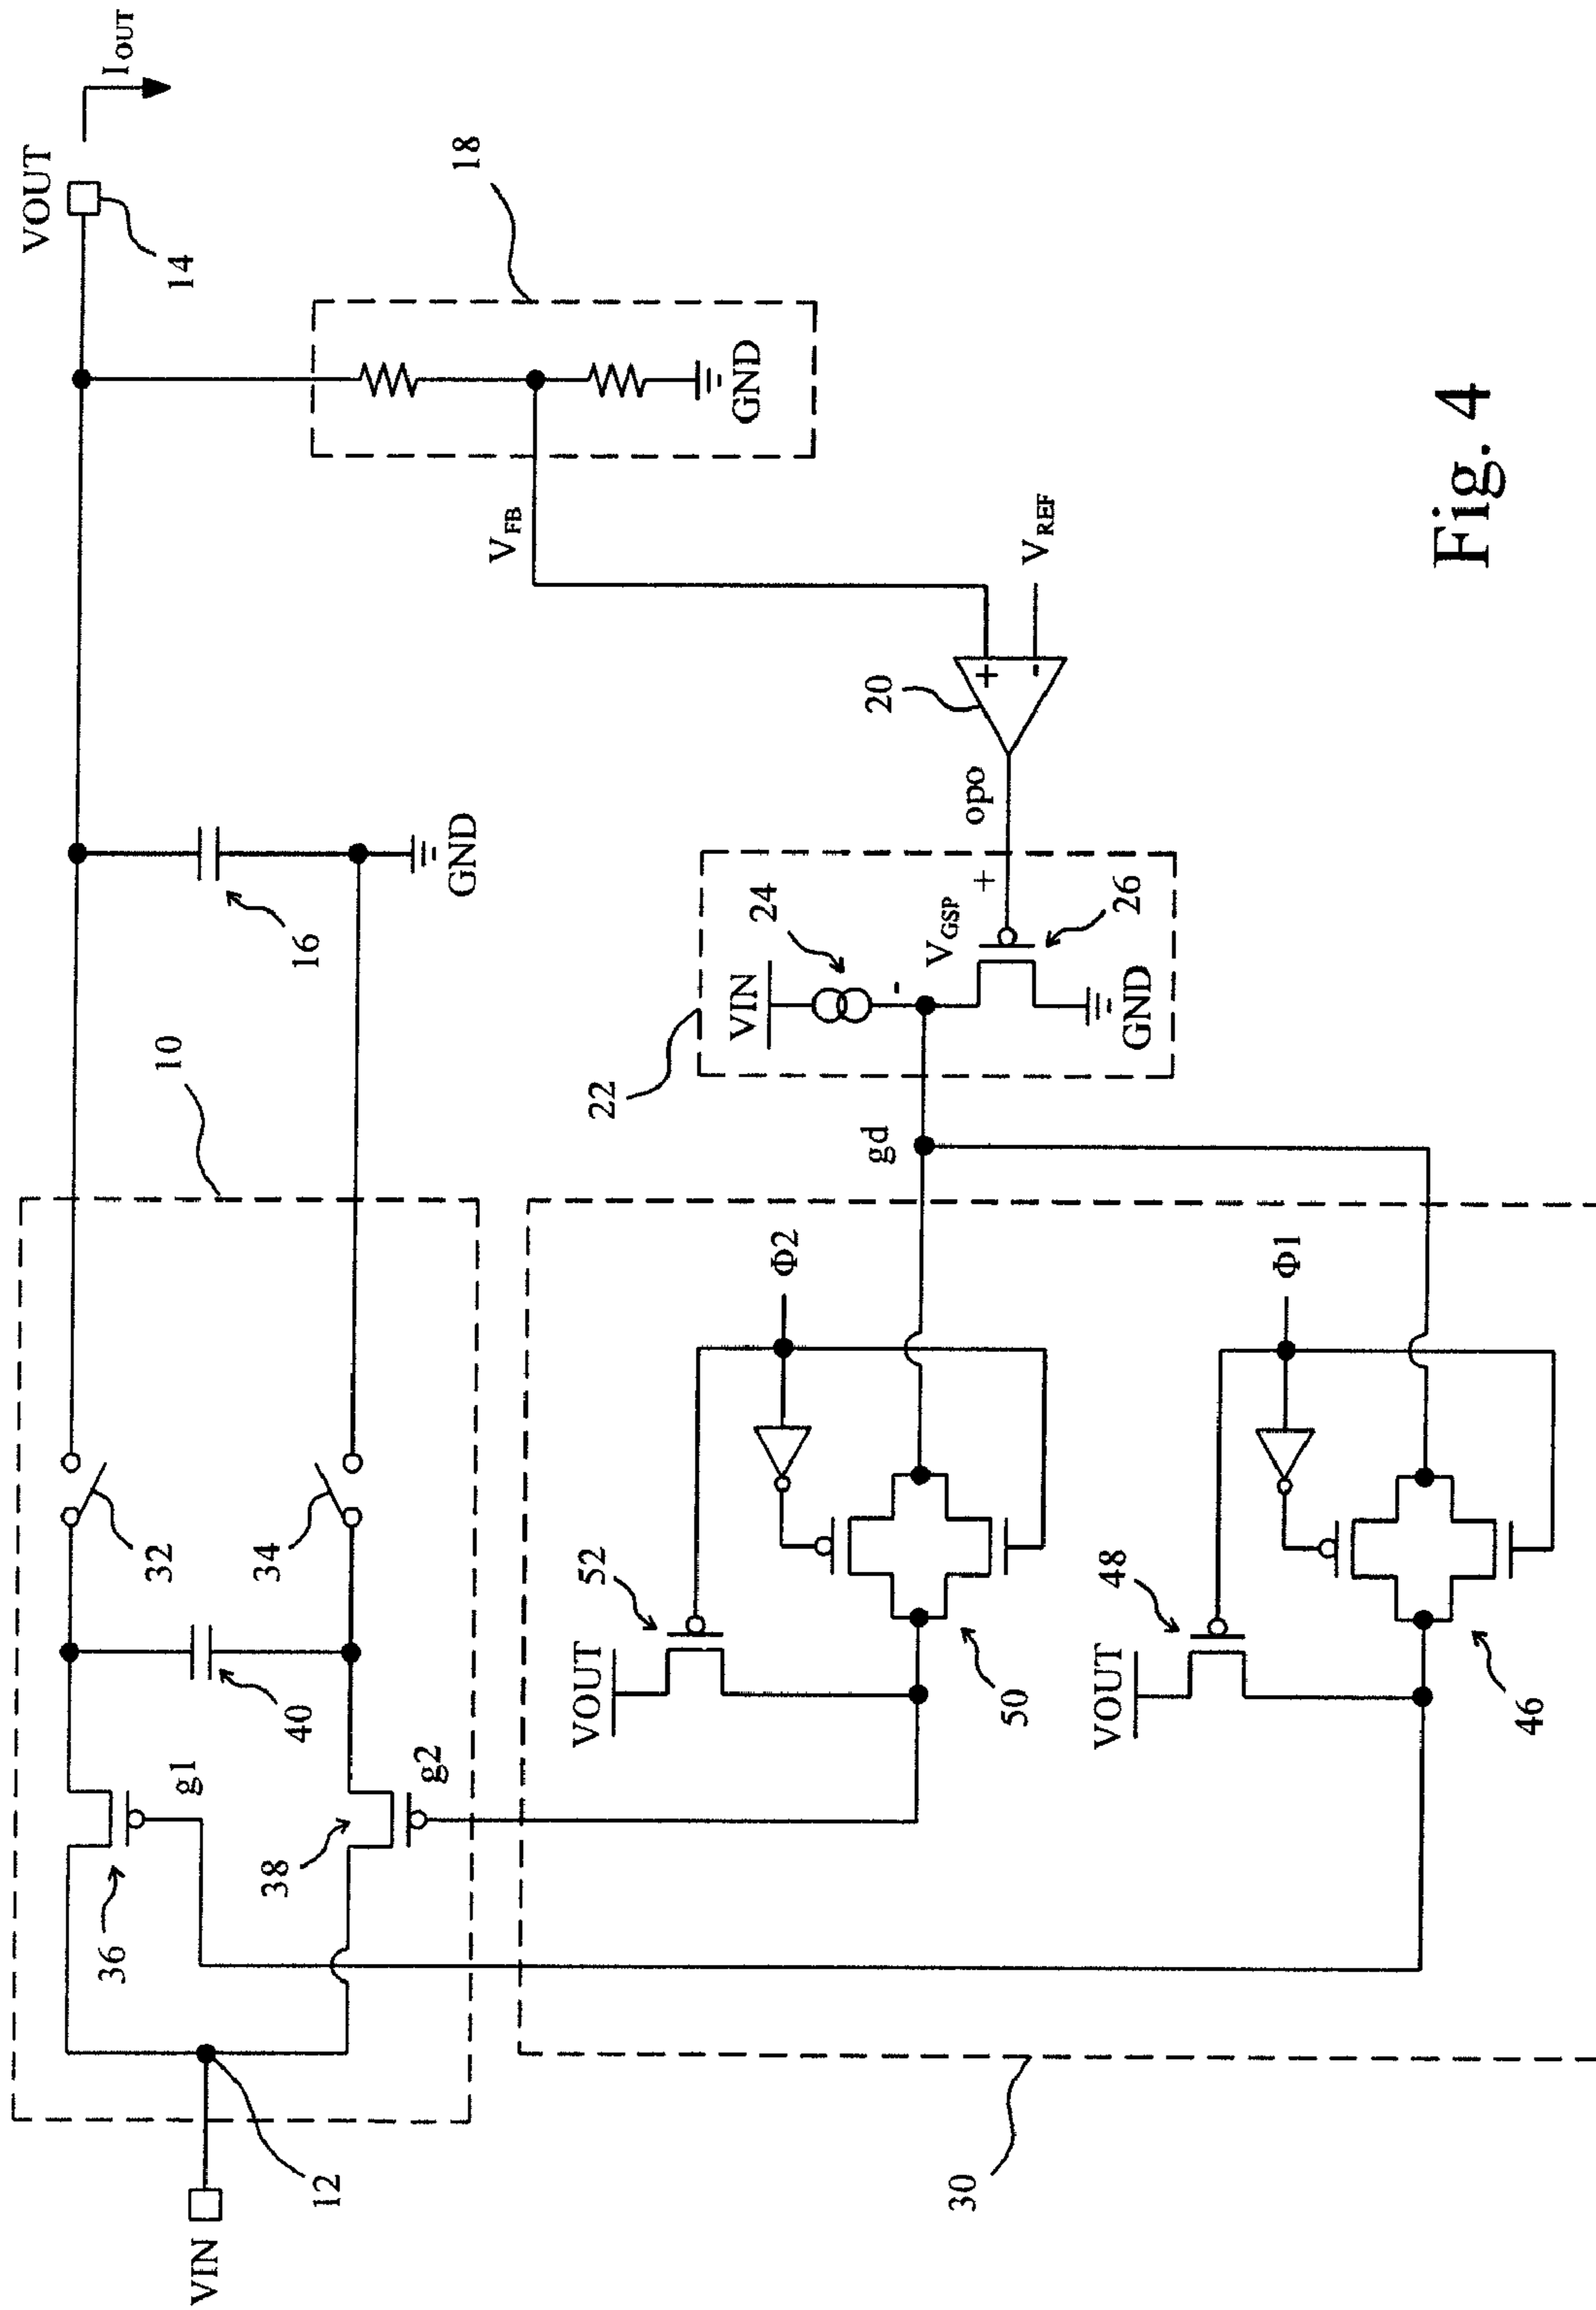 VIN
12
36
g1
40
38
g2
32
34
10
16
GND
VOUT
14
IOUT
18
GND
VFB
VREF
20
opo
22
VIN
24
VGSP
+
-
26
GND
+
-
gd
30
VOUT
52
50
Φ2
VOUT
48
46
Φ1
Fig. 4